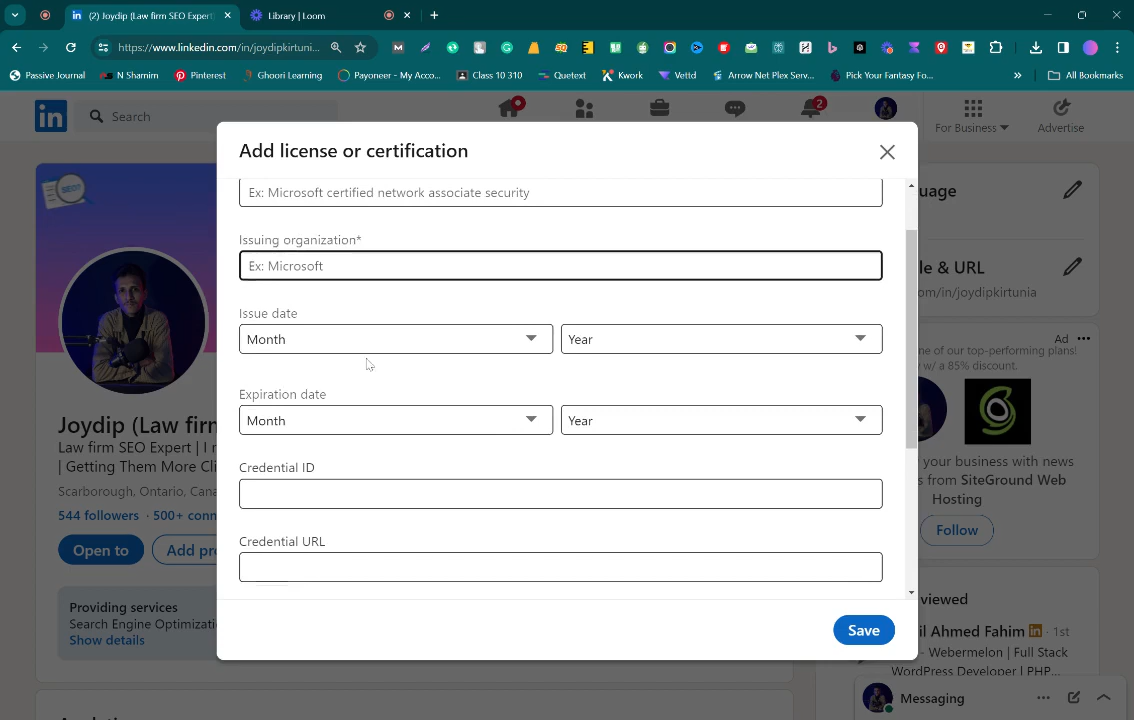 (2) Joydip (Law firm SEO Expert)
Library | Loom
https://www.linkedin.com/in/joydipkirtuni...
Passive Journal
N Shamim
Pinterest
Ghoori Learning
Payoneer - My Acco...
Class 10 310
Quetext
Kwork
Vettd
Arrow Net Plex Serv...
Pick Your Fantasy Fo...
All Bookmarks
Search
2
For Business
Advertise
Add license or certification
Ex: Microsoft certified network associate security
Issuing organization*
Ex: Microsoft
Issue date
Month
Year
Expiration date
Month
Year
Credential ID
Credential URL
Save
Joydip (Law firm
Law firm SEO Expert | I
| Getting Them More Cli
Scarborough, Ontario, Cana
544 followers · 500+ conn
Open to
Add pr
Providing services
Search Engine Optimizati
Show details
uage
le & URL
om/in/joydipkirtunia
Ad
ne of our top-performing plans!
w/ a 85% discount.
your business with news
s from SiteGround Web
Hosting
Follow
ewed
il Ahmed Fahim
1st
- Webermelon | Full Stack
WordPress Developer | PHP...
Messaging